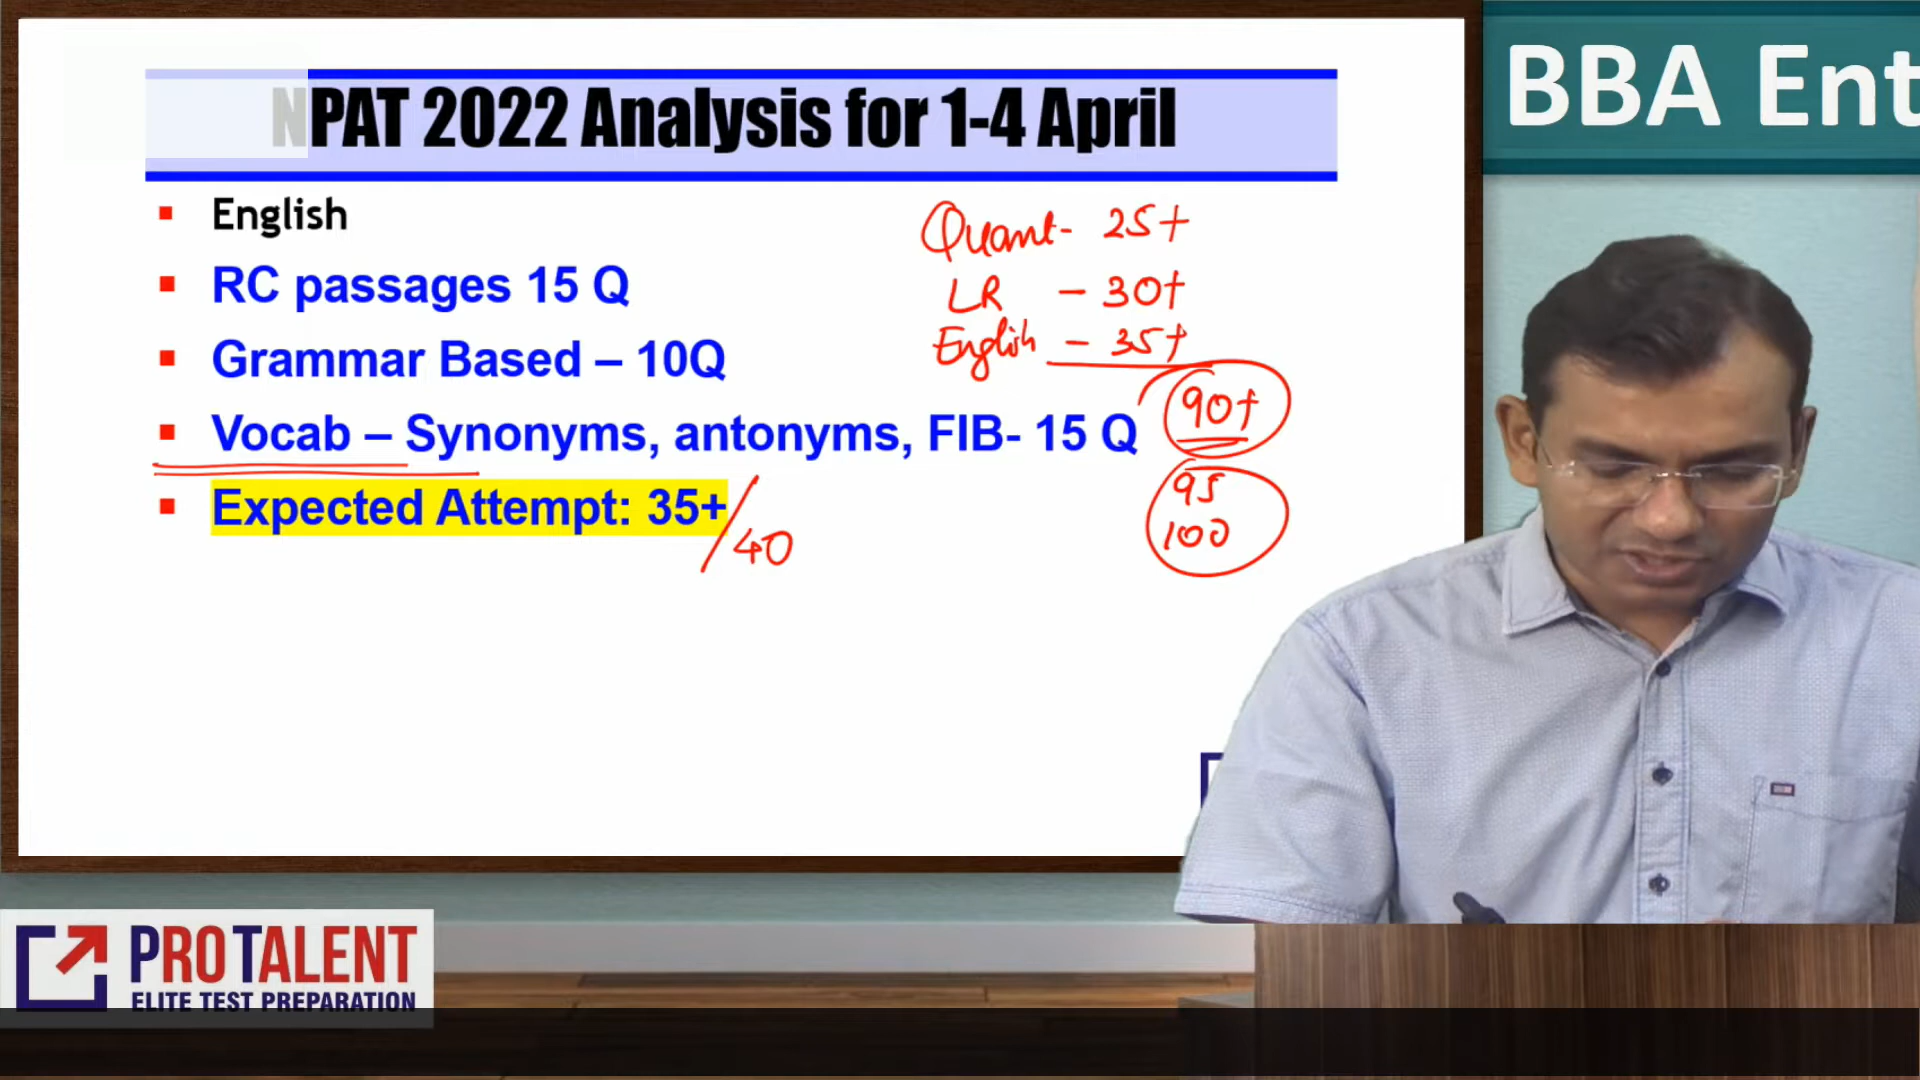 NPAT 2022 Analysis for 1-4 April
BBA Ent
English
RC passages 15 Q
Grammar Based – 10Q
Vocab – Synonyms, antonyms, FIB- 15 Q
Expected Attempt: 35+
/40
Quant- 25+
LR - 30+
English - 35+
90+
95
100
PROTALENT
ELITE TEST PREPARATION